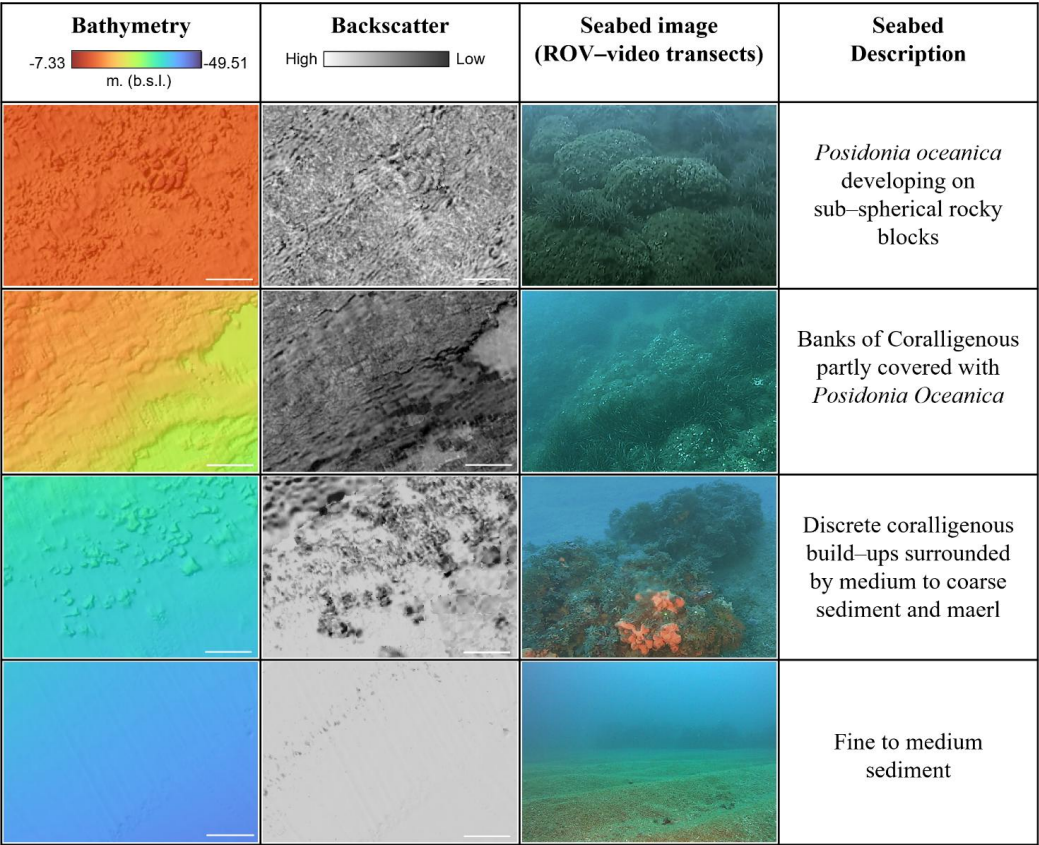 Bathymetry
-7.33 -49.51
m. (b.s.l.)
Backscatter
High Low
Seabed image
(ROV–video transects)
Seabed
Description
Posidonia oceanica
developing on
sub–spherical rocky
blocks
Banks of Coralligenous
partly covered with
Posidonia Oceanica
Discrete coralligenous
build–ups surrounded
by medium to coarse
sediment and maerl
Fine to medium
sediment